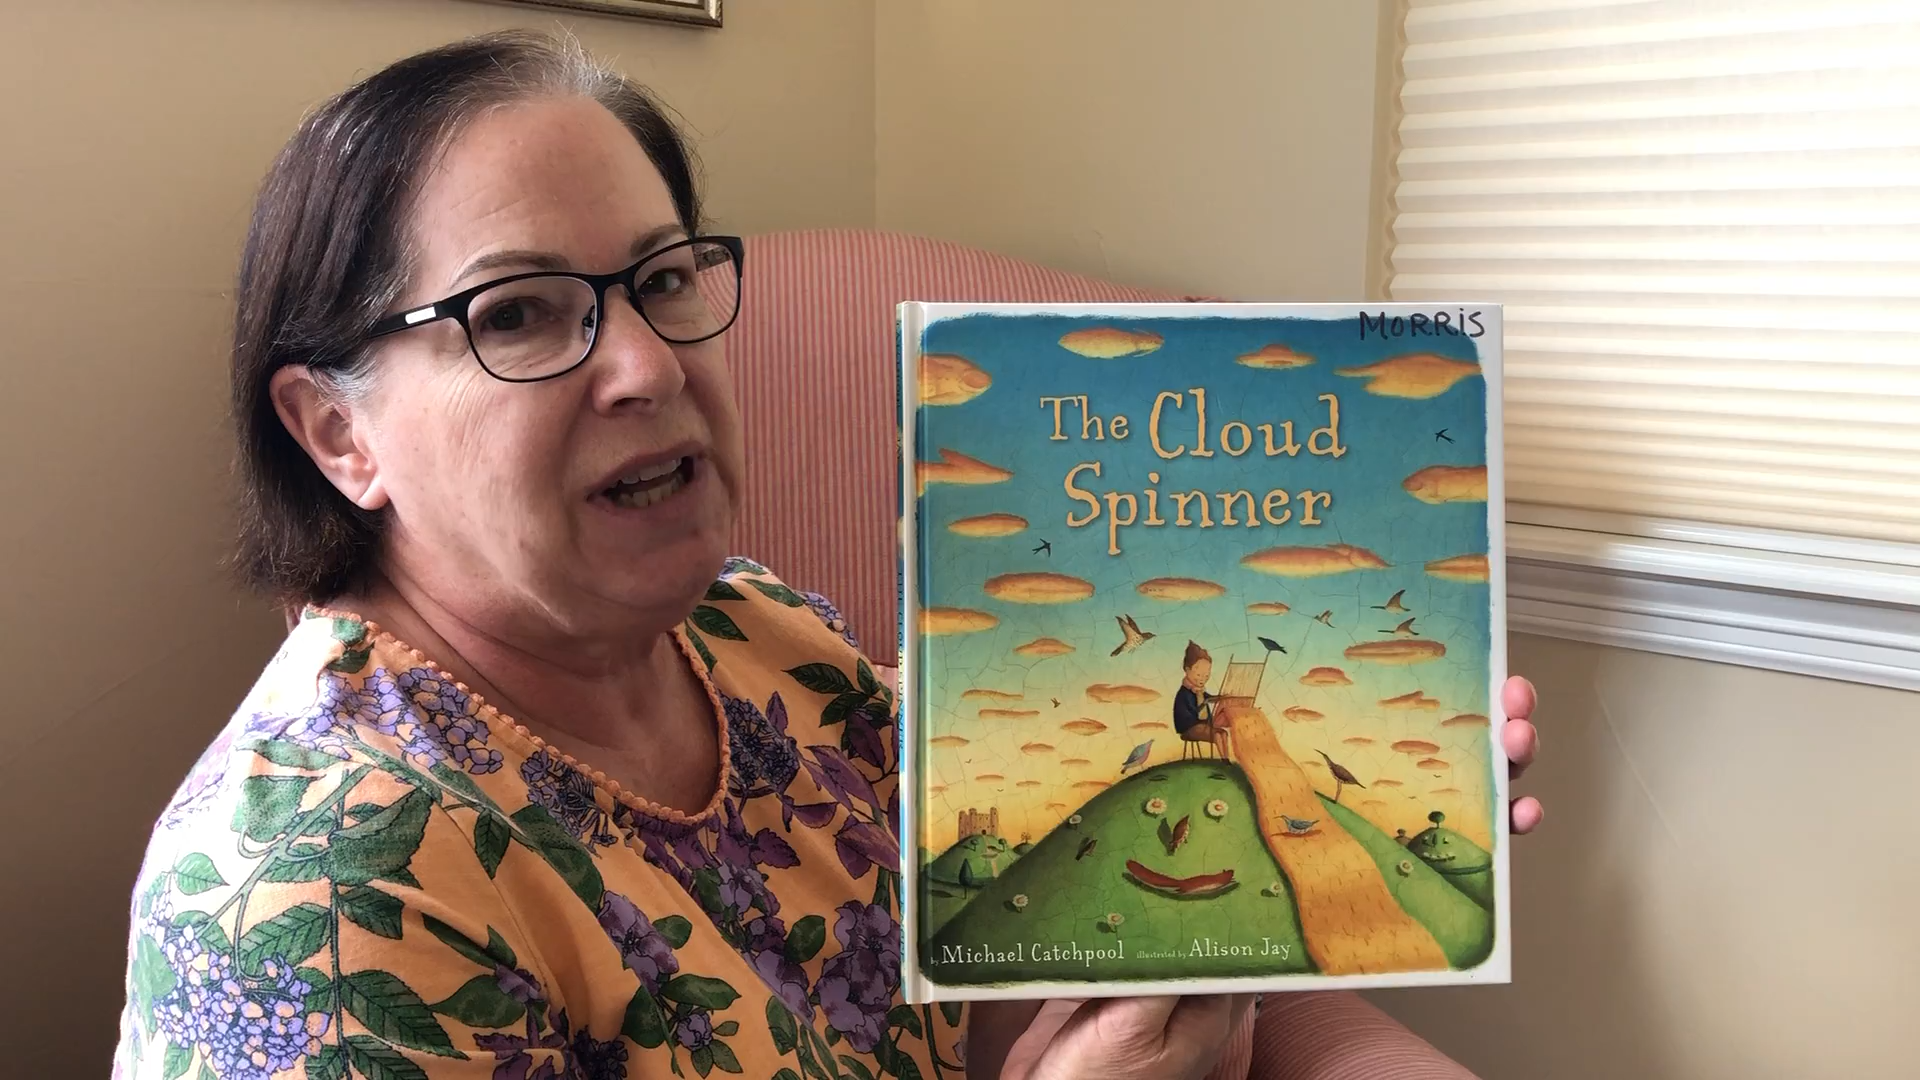 MORRIS
The Cloud
Spinner
by Michael Catchpool illustrated by Alison Jay